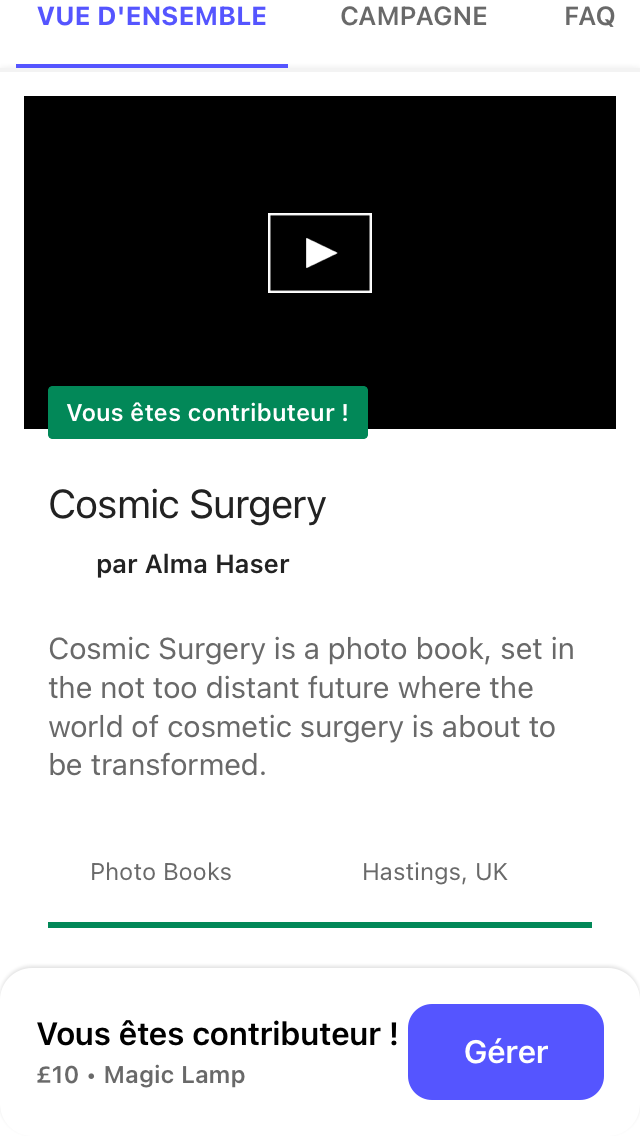 VUE D'ENSEMBLE CAMPAGNE FAQ
Vous êtes contributeur !
Cosmic Surgery
par Alma Haser
Cosmic Surgery is a photo book, set in
the not too distant future where the
world of cosmetic surgery is about to
be transformed.
Photo Books Hastings, UK
Vous êtes contributeur !
£10 • Magic Lamp
Gérer